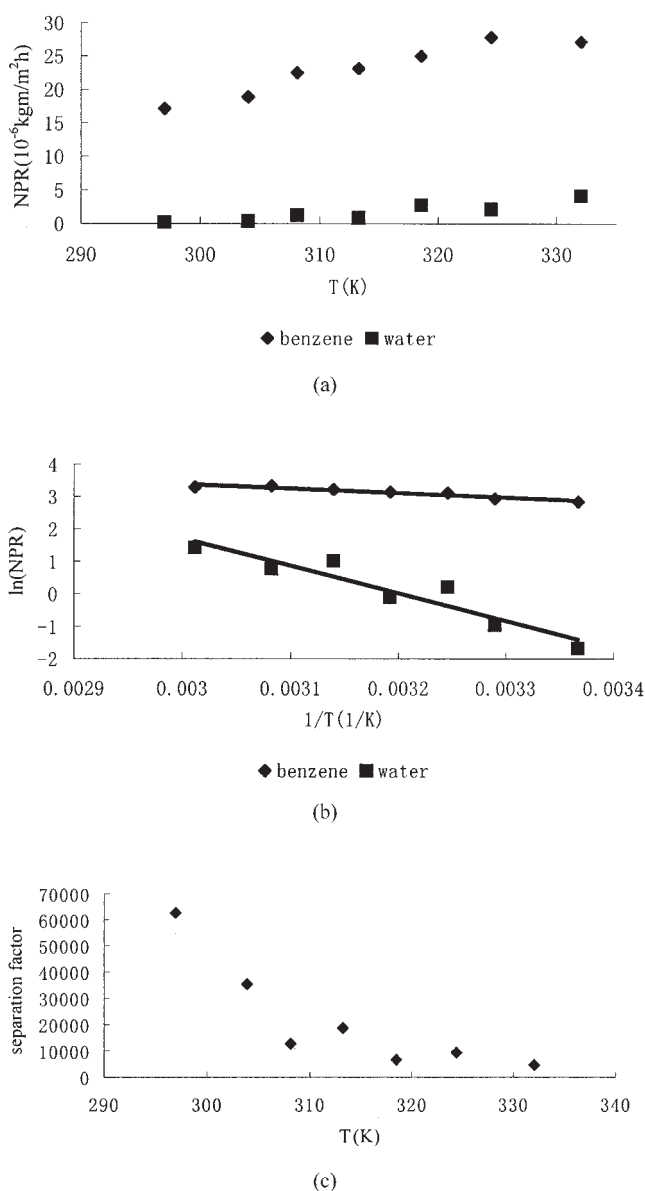 30
25
20
15
10
5
0
NPR(10⁻⁶kgm/m²h)
290 300 310 320 330
T(K)
benzene water
(a)
4
3
2
1
0
-1
-2
ln(NPR)
0.0029 0.003 0.0031 0.0032 0.0033 0.0034
1/T(1/K)
benzene water
(b)
70000
60000
50000
40000
30000
20000
10000
0
separation factor
290 300 310 320 330 340
T(K)
(c)